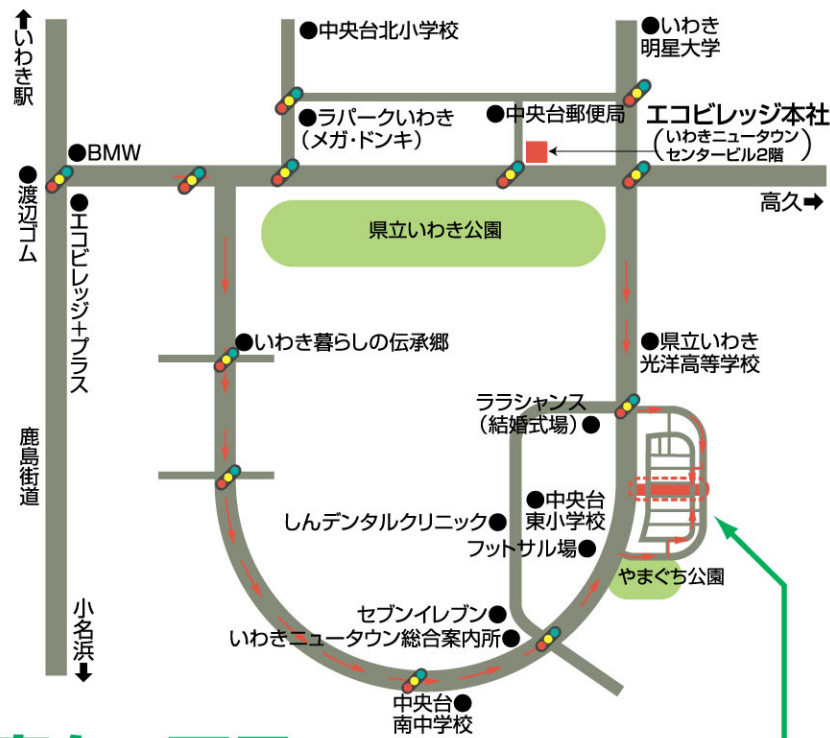 ↑いわき駅
●中央台北小学校
●いわき
明星大学
●ラパークいわき
(メガ・ドンキ)
●中央台郵便局
エコビレッジ本社
(いわきニュータウン
センタービル2階)
●BMW
●渡辺ゴム
●エコビレッジ+プラス
高久→
県立いわき公園
●いわき暮らしの伝承郷
●県立いわき
光洋高等学校
ララシャンス
(結婚式場)●
鹿島街道
●中央台
東小学校
しんデンタルクリニック●
フットサル場●
やまぐち公園
セブンイレブン●
いわきニュータウン総合案内所●
小名浜↓
中央台●
南中学校